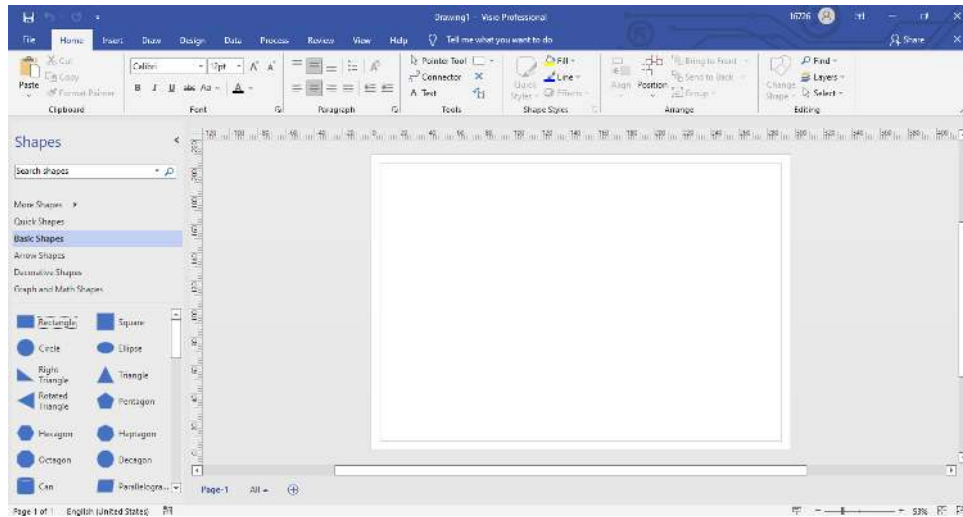 Drawing1 - Visio Professional
16726
File Home Insert Draw Design Data Process Review View Help Tell me what you want to do Share
Paste
Cut
Copy
Format Painter
Clipboard
Calibri 12pt A A
B I U abc Aa A
Font
Paragraph
Pointer Tool
Connector
A Text
Tools
Quick Styles
Fill
Line
Effects
Shape Styles
Align
Position
Bring to Front
Send to Back
Group
Arrange
Change Shape
Find
Layers
Select
Editing
Shapes
Search shapes
More Shapes
Quick Shapes
Basic Shapes
Arrow Shapes
Decorative Shapes
Graph and Math Shapes
Rectangle Square
Circle Ellipse
Right Triangle Triangle
Rotated Triangle Pentagon
Hexagon Heptagon
Octagon Decagon
Can Parallelogra...
Page-1 All
Page 1 of 1 English (United States) 53%